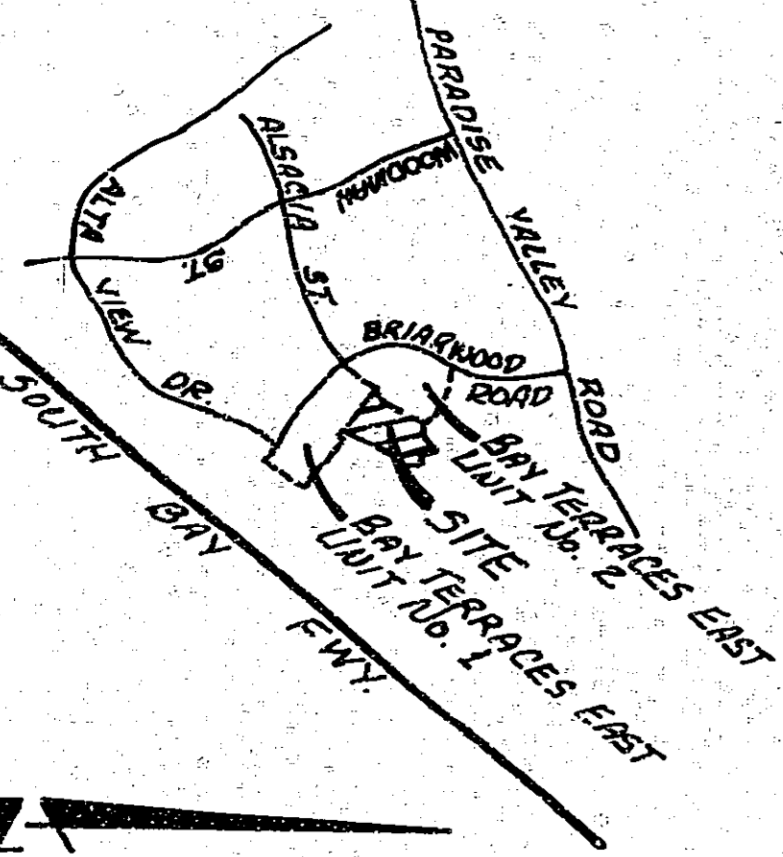 PARADISE VALLEY ROAD
ALSACIA ST.
WOODMAN ST.
ALTA VIEW DR.
BRIARWOOD ROAD
BAY TERRACES EAST
UNIT No. 2
SITE
BAY TERRACES EAST
UNIT No. 1
SOUTH BAY FWY.